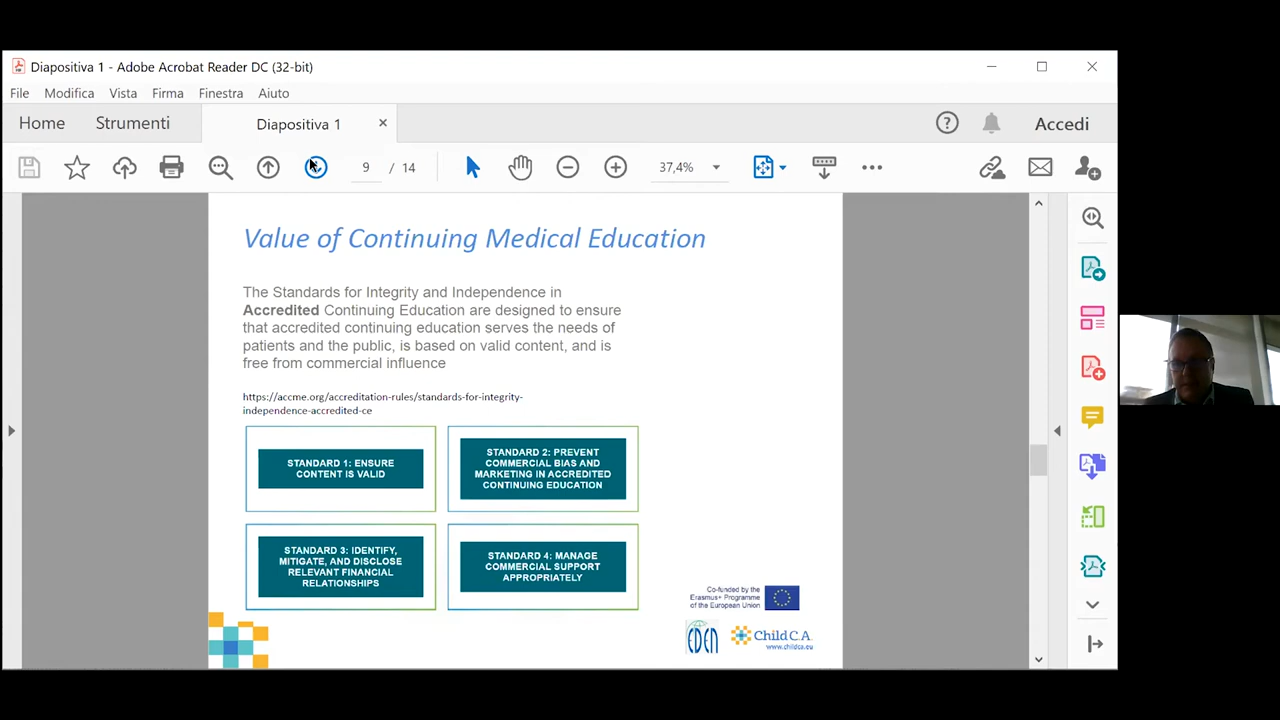 Diapositiva 1 - Adobe Acrobat Reader DC (32-bit)
File Modifica Vista Firma Finestra Aiuto
Home Strumenti Diapositiva 1 Accedi
9 / 14 37,4%
Value of Continuing Medical Education
The Standards for Integrity and Independence in
Accredited Continuing Education are designed to ensure
that accredited continuing education serves the needs of
patients and the public, is based on valid content, and is
free from commercial influence
https://accme.org/accreditation-rules/standards-for-integrity-
independence-accredited-ce
STANDARD 1: ENSURE
CONTENT IS VALID
STANDARD 2: PREVENT
COMMERCIAL BIAS AND
MARKETING IN ACCREDITED
CONTINUING EDUCATION
STANDARD 3: IDENTIFY,
MITIGATE, AND DISCLOSE
RELEVANT FINANCIAL
RELATIONSHIPS
STANDARD 4: MANAGE
COMMERCIAL SUPPORT
APPROPRIATELY
Co-funded by the
Erasmus+ Programme
of the European Union
EDEN
Child C.A.
www.childca.eu